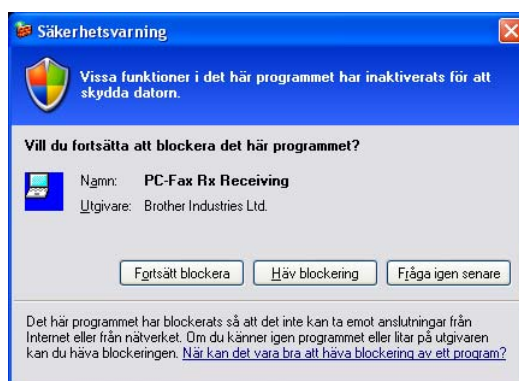 Säkerhetsvarning
Vissa funktioner i det här programmet har inaktiverats för att
skydda datorn.
Vill du fortsätta att blockera det här programmet?
Namn: PC-Fax Rx Receiving
Utgivare: Brother Industries Ltd.
Fortsätt blockera Häv blockering Fråga igen senare
Det här programmet har blockerats så att det inte kan ta emot anslutningar från
Internet eller från nätverket. Om du känner igen programmet eller litar på utgivaren
kan du häva blockeringen. När kan det vara bra att häva blockering av ett program?